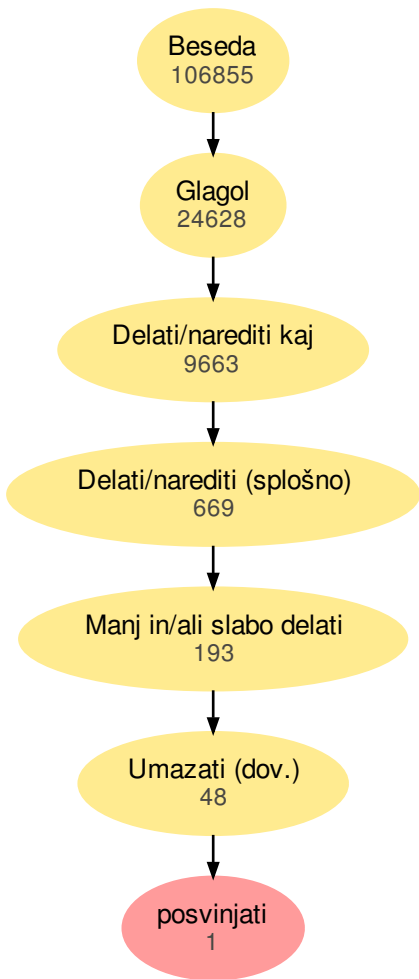 Beseda
106855
Glagol
24628
Delati/narediti kaj
9663
Delati/narediti (splošno)
669
Manj in/ali slabo delati
193
Umazati (dov.)
48
posvinjati
1